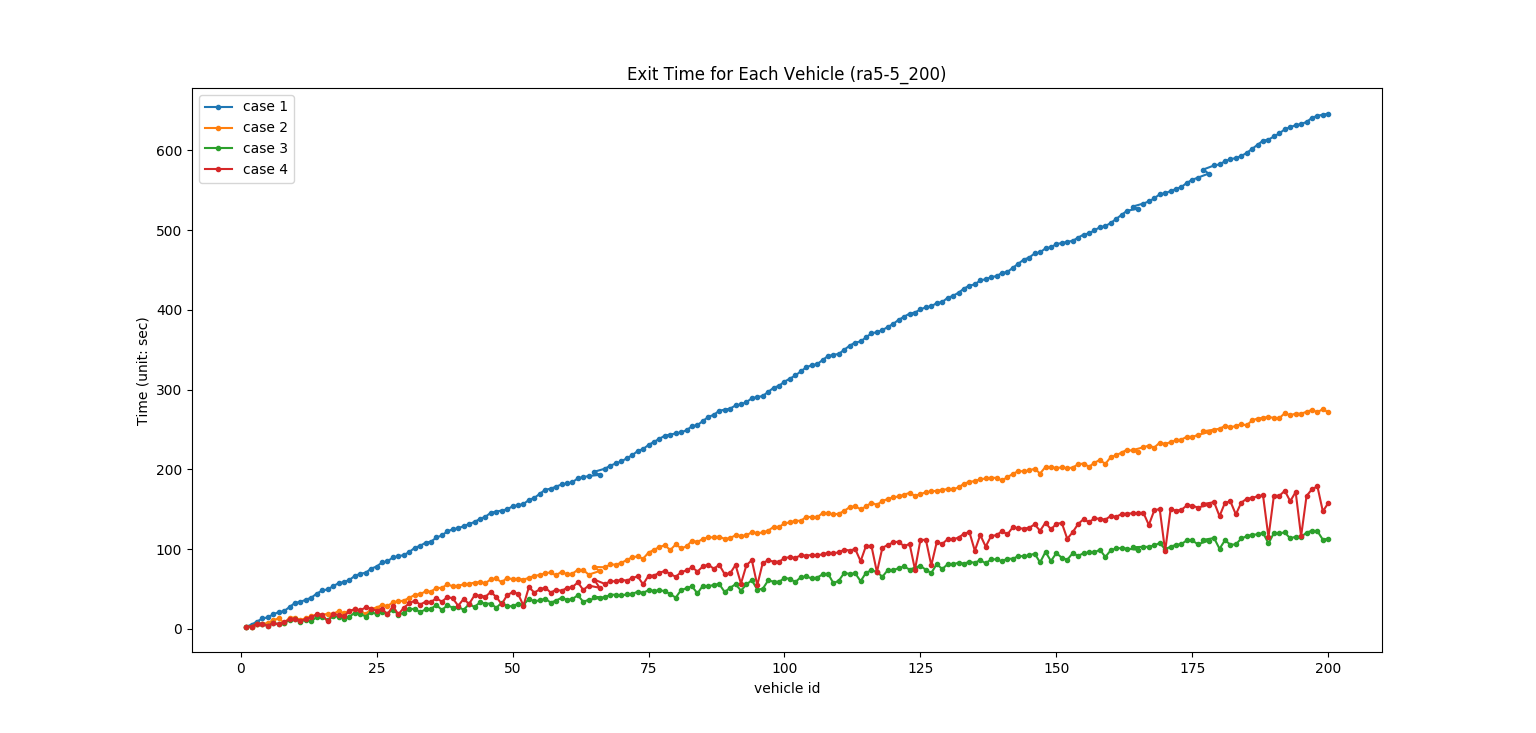 Exit Time for Each Vehicle (ra5-5_200)
case 1
case 2
case 3
case 4
Time (unit: sec)
600
500
400
300
200
100
0
0 25 50 75 100 125 150 175 200
vehicle id